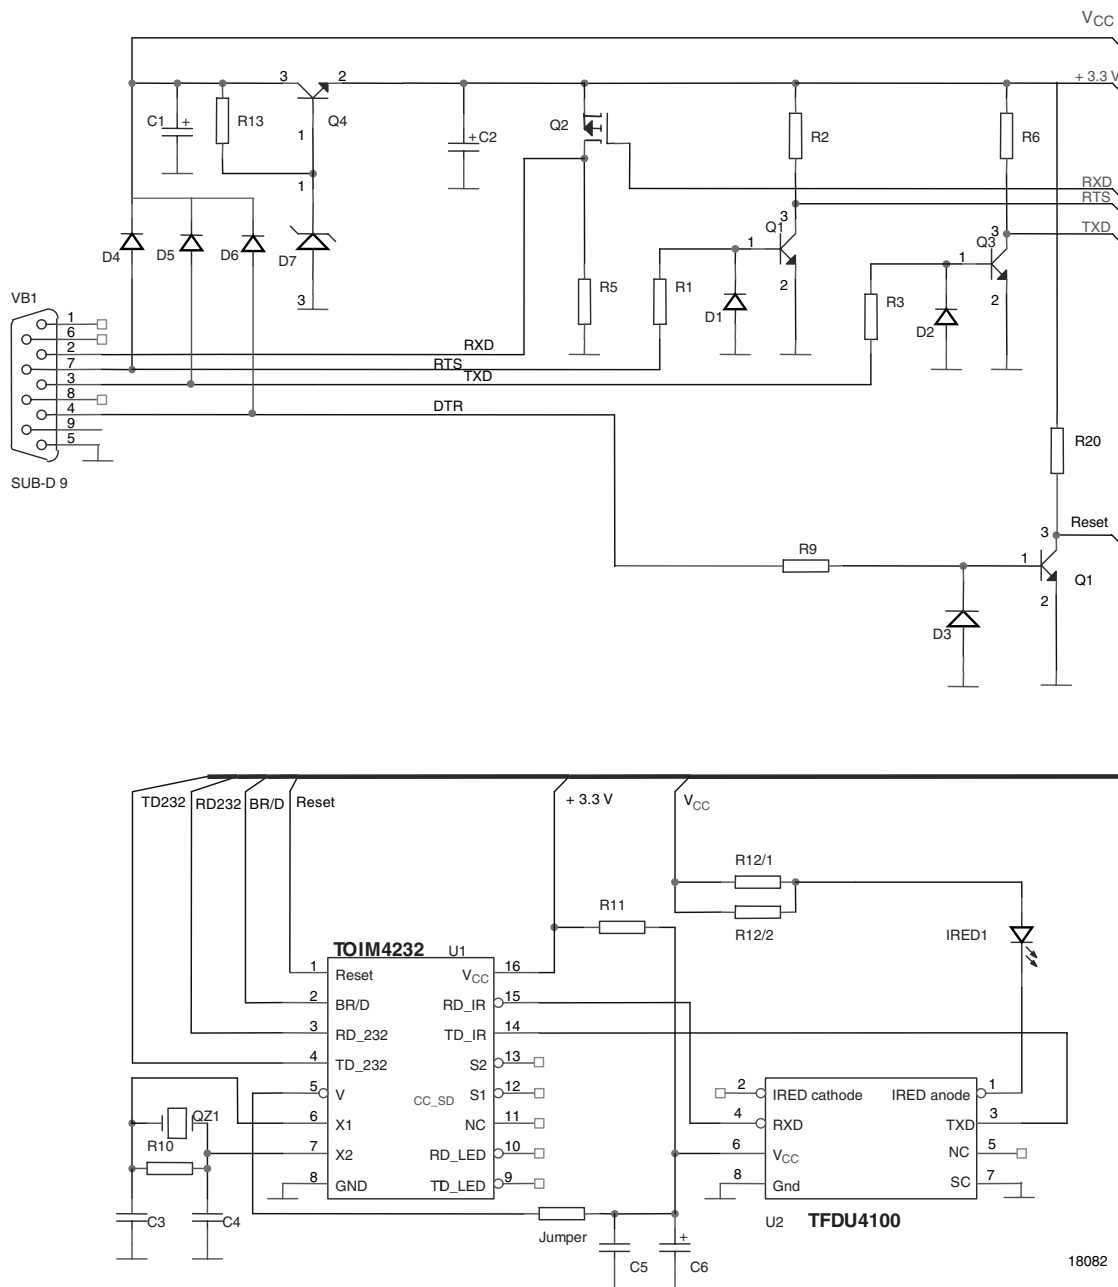 VCC
3 2 + 3.3 V
C1 + R13 Q4 + C2 Q2 R2 R6
1
1 RXD
RTS
3 Q1 3 TXD
1 Q3
1
D4 D5 D6 D7 2 2
3 R5 R1 D1 R3 D2
VB1
1
6
2 RXD
7 RTS
3 TXD
8
4 DTR
9
5
R20
SUB-D 9
3 Reset
R9
1
Q1
2
D3
TD232 RD232 BR/D Reset + 3.3 V VCC
R12/1
R11
R12/2 IRED1
TOIM4232 U1
1 Reset VCC 16
2 BR/D RD_IR 15
3 RD_232 TD_IR 14
4 TD_232 S2 13
5 V CC_SD S1 12
6 X1 NC 11
7 X2 RD_LED 10
8 GND TD_LED 9
QZ1
R10
C3 C4
2 IRED cathode IRED anode 1
4 RXD TXD 3
6 VCC NC 5
8 Gnd SC 7
U2 TFDU4100
Jumper
+
C5 C6
18082